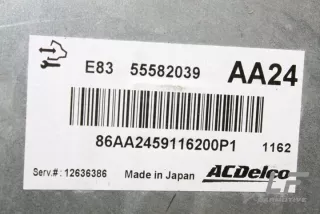 E83 55582039 AA24
86AA2459116200P1 1162
Serv.#: 12636386 Made in Japan ACDelco